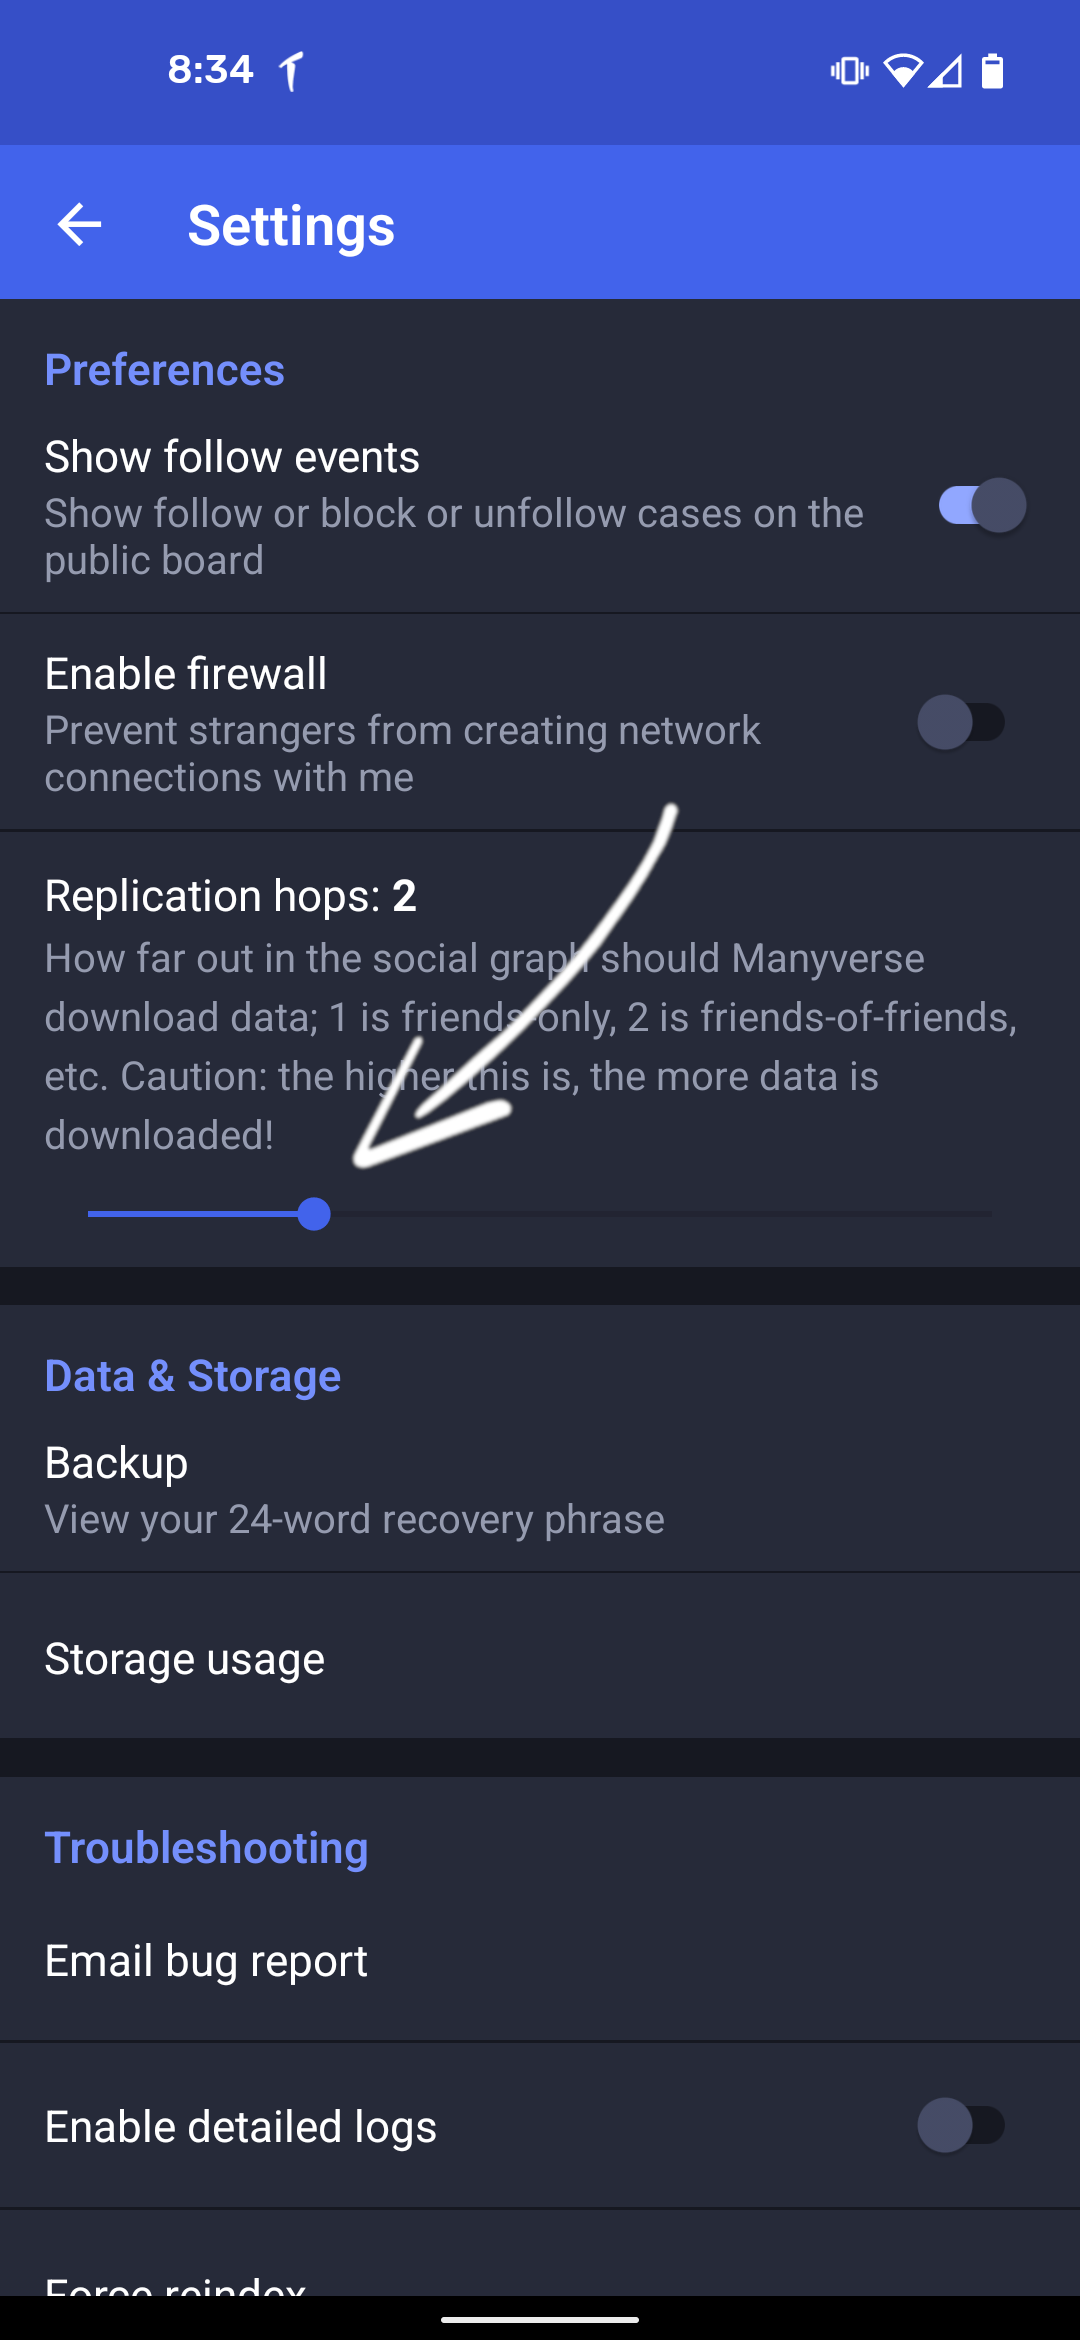 8:34
Settings
Preferences
Show follow events
Show follow or block or unfollow cases on the
public board
Enable firewall
Prevent strangers from creating network
connections with me
Replication hops: 2
How far out in the social graph should Manyverse
download data; 1 is friends-only, 2 is friends-of-friends,
etc. Caution: the higher this is, the more data is
downloaded!
Data & Storage
Backup
View your 24-word recovery phrase
Storage usage
Troubleshooting
Email bug report
Enable detailed logs
Force reindex